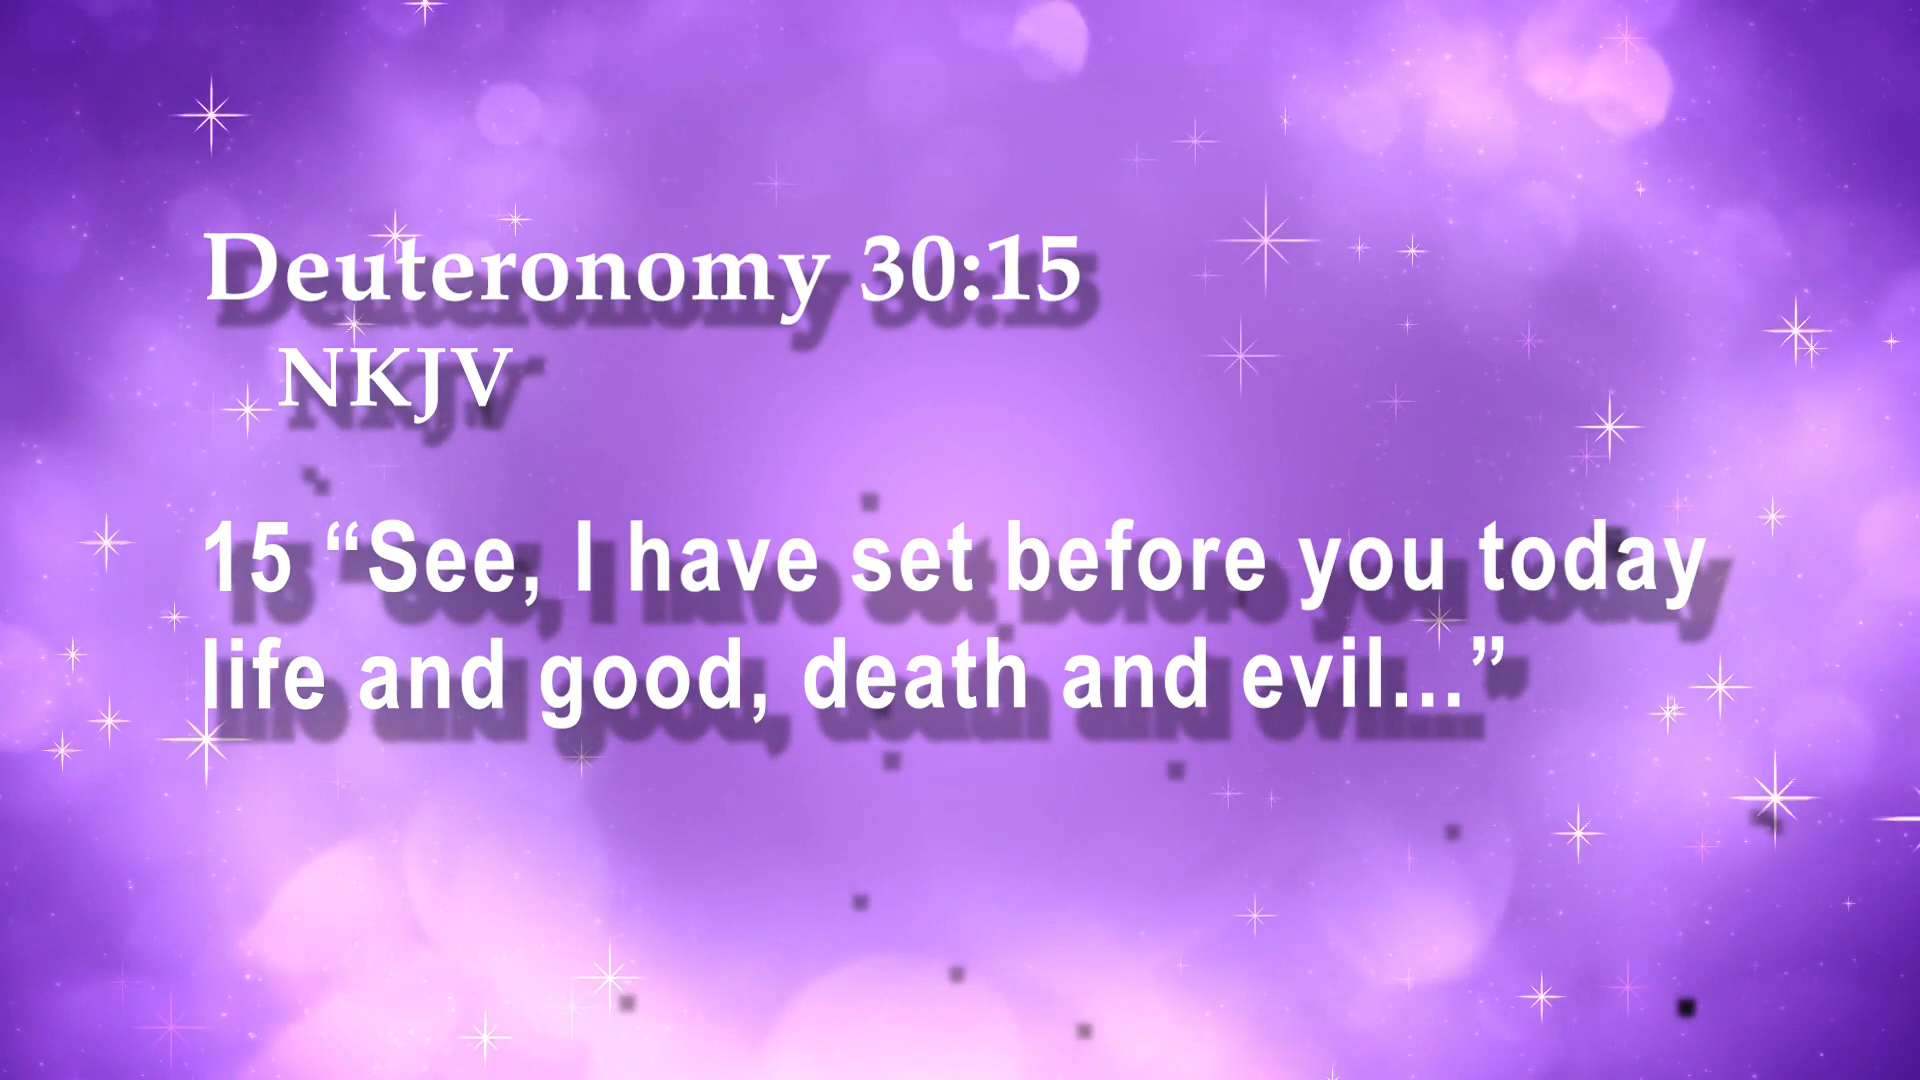 Deuteronomy 30:15
NKJV
15 “See, I have set before you today
life and good, death and evil...”